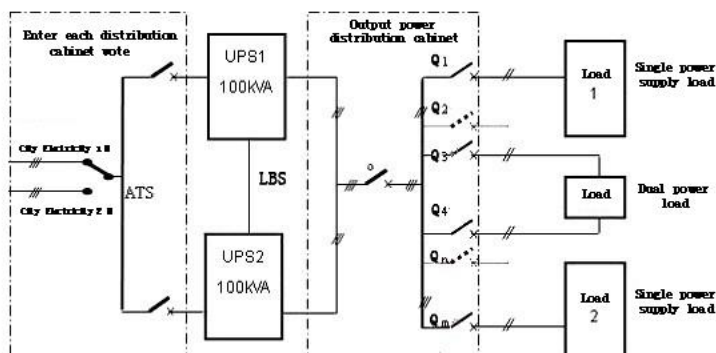 Enter each distribution
cabinet vote
Output power
distribution cabinet
UPS1
100kVA
UPS2
100kVA
LBS
ATS
City Electricity 1 #
City Electricity 2 #
Q1
Q2
Q3
Q4
Qn
Qm
Load
1
Single power
supply load
Load
Dual power
load
Load
2
Single power
supply load